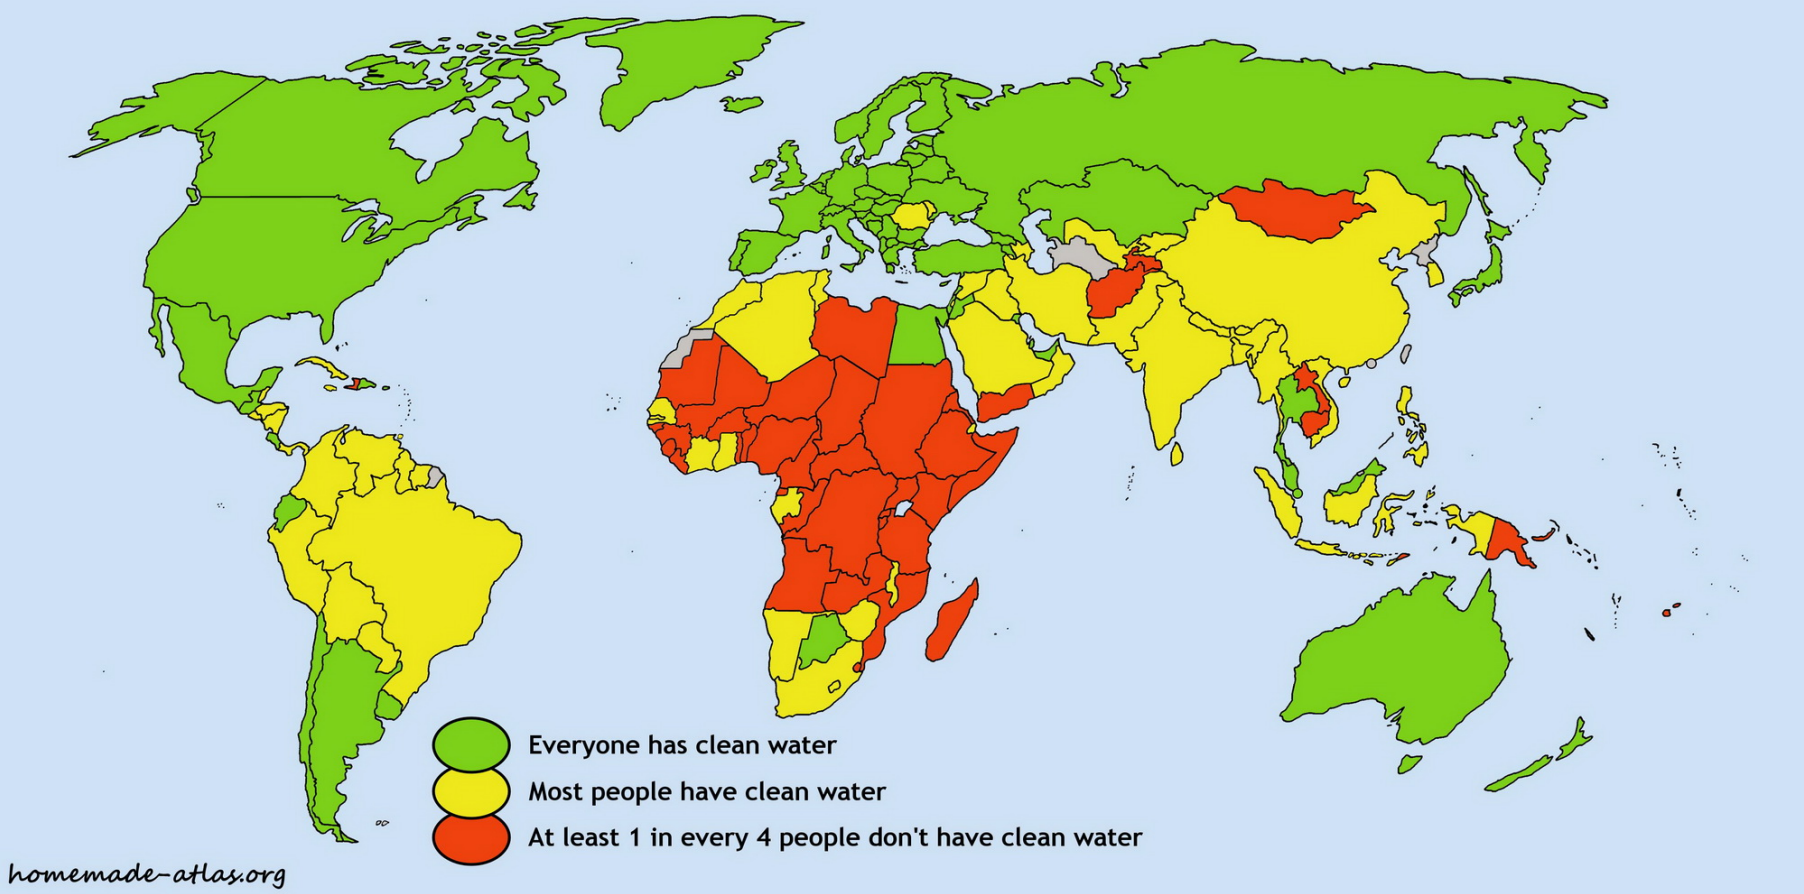 Everyone has clean water
Most people have clean water
At least 1 in every 4 people don't have clean water
homemade-atlas.org